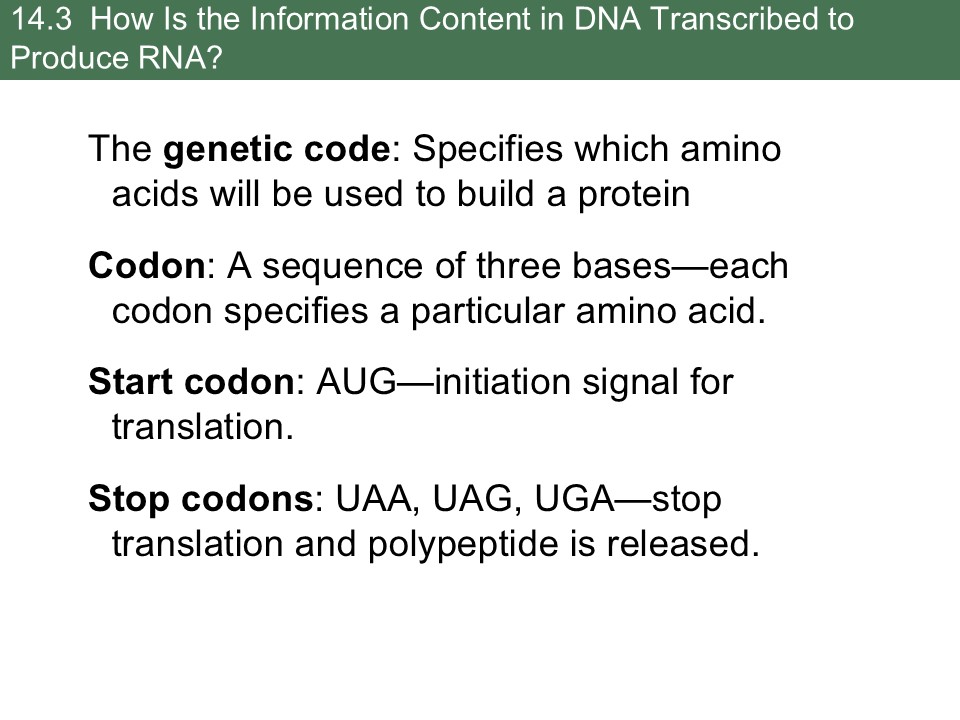 14.3  How Is the Information Content in DNA Transcribed to
Produce RNA?
The genetic code: Specifies which amino
acids will be used to build a protein
Codon: A sequence of three bases—each
codon specifies a particular amino acid.
Start codon: AUG—initiation signal for
translation.
Stop codons: UAA, UAG, UGA—stop
translation and polypeptide is released.